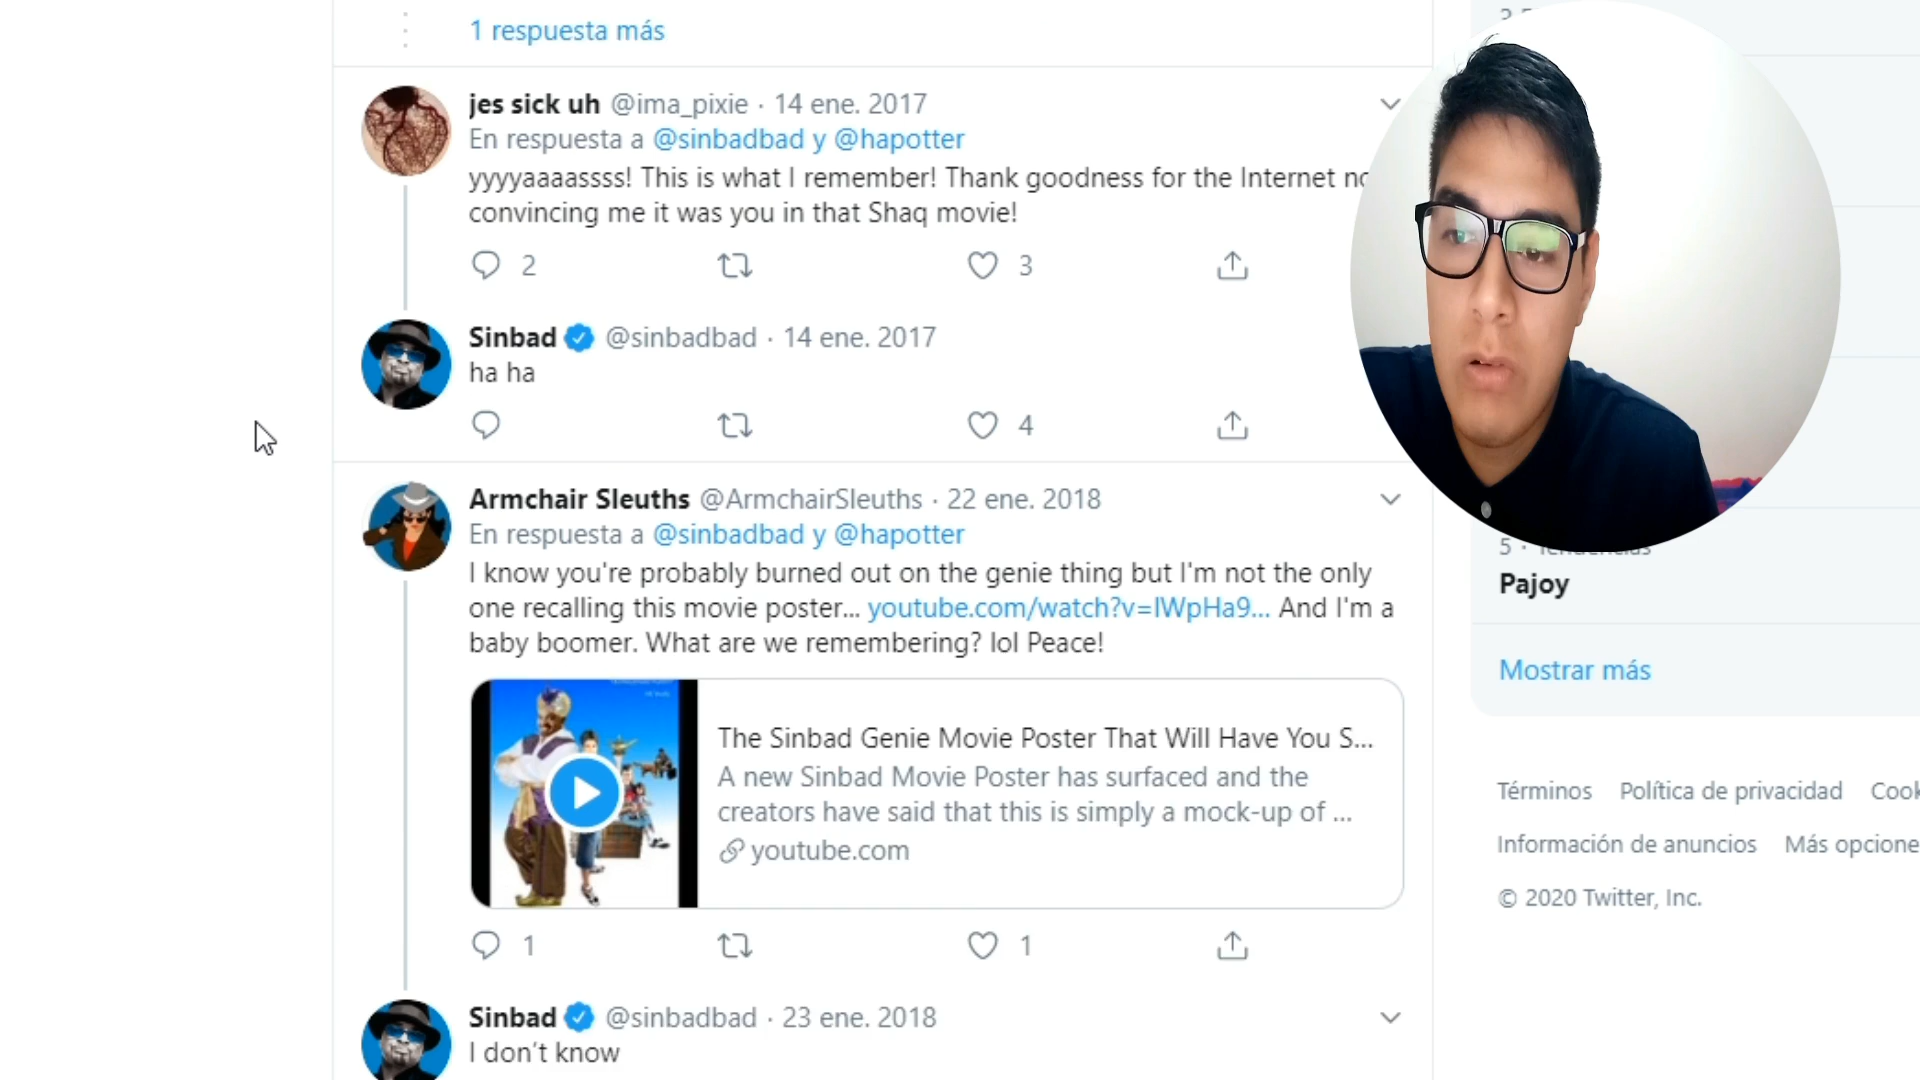 1 respuesta más
jes sick uh @ima_pixie · 14 ene. 2017
En respuesta a @sinbadbad y @hapotter
yyyyaaaassss! This is what I remember! Thank goodness for the Internet
convincing me it was you in that Shaq movie!
2
3
Sinbad @sinbadbad · 14 ene. 2017
ha ha
4
Armchair Sleuths @ArmchairSleuths · 22 ene. 2018
En respuesta a @sinbadbad y @hapotter
I know you're probably burned out on the genie thing but I'm not the only
one recalling this movie poster... youtube.com/watch?v=lWpHa9... And I'm a
baby boomer. What are we remembering? lol Peace!
The Sinbad Genie Movie Poster That Will Have You S...
A new Sinbad Movie Poster has surfaced and the
creators have said that this is simply a mock-up of ...
youtube.com
1
1
Sinbad @sinbadbad · 23 ene. 2018
I don't know
5 · Tendencias
Pajoy
Mostrar más
Términos Política de privacidad
Información de anuncios Más
© 2020 Twitter, Inc.